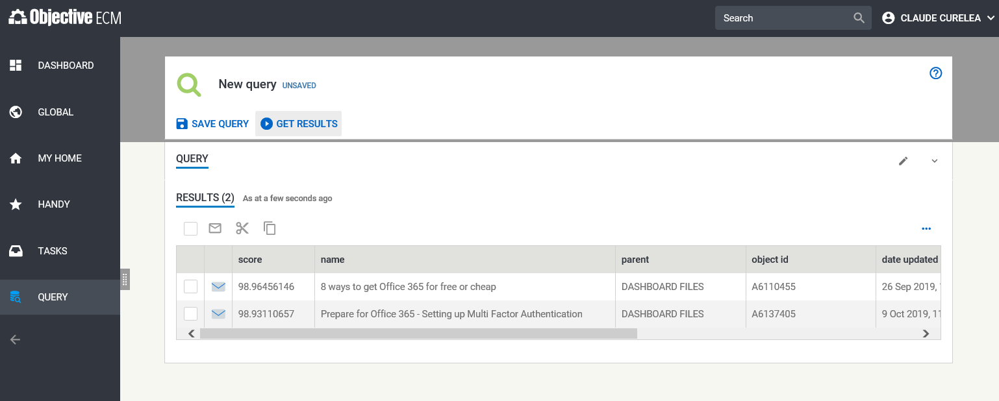 Objective ECM
Search
CLAUDE CURELEA
DASHBOARD
GLOBAL
MY HOME
HANDY
TASKS
QUERY
New query UNSAVED
SAVE QUERY GET RESULTS
QUERY
RESULTS (2) As at a few seconds ago
score name parent object id date updated
98.96456146 8 ways to get Office 365 for free or cheap DASHBOARD FILES A6110455 26 Sep 2019,
98.93110657 Prepare for Office 365 - Setting up Multi Factor Authentication DASHBOARD FILES A6137405 9 Oct 2019, 11